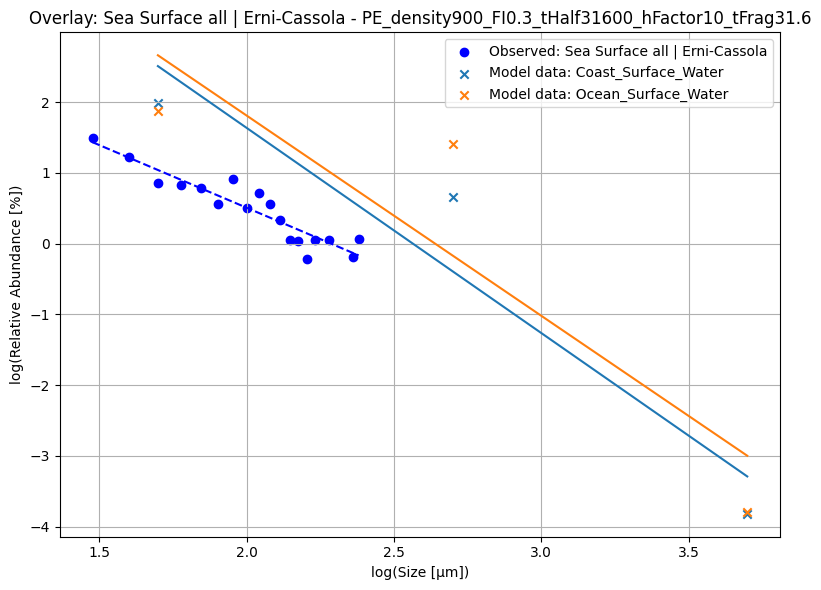 Overlay: Sea Surface all | Erni-Cassola - PE_density900_FI0.3_tHalf31600_hFactor10_tFrag31.6
Observed: Sea Surface all | Erni-Cassola
Model data: Coast_Surface_Water
Model data: Ocean_Surface_Water
log(Relative Abundance [%])
2
1
0
−1
−2
−3
−4
1.5
2.0
2.5
3.0
3.5
log(Size [μm])